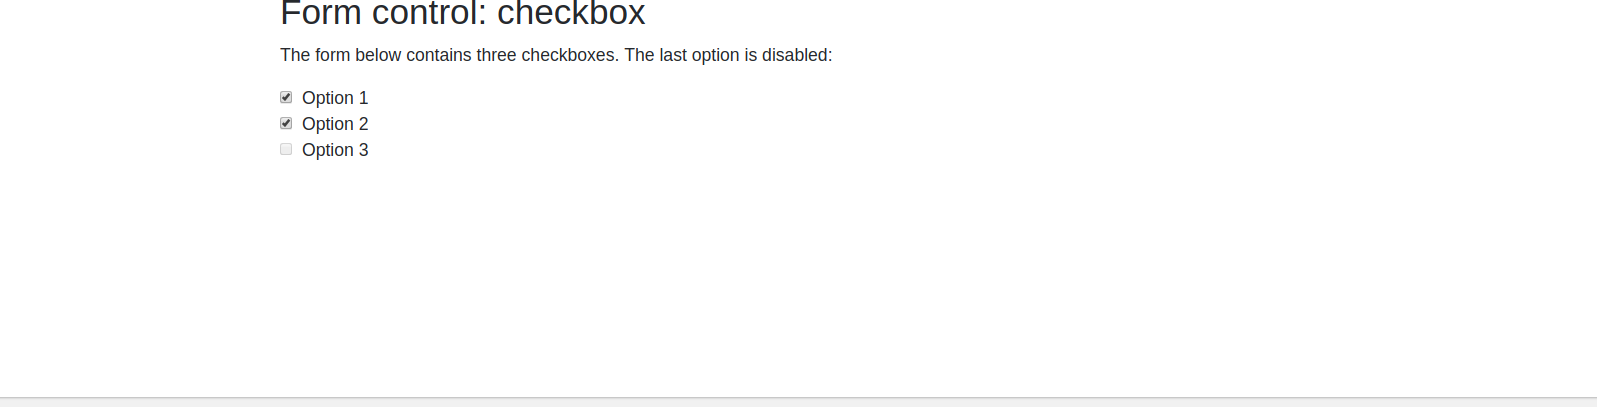 Form control: checkbox
The form below contains three checkboxes. The last option is disabled:
Option 1
Option 2
Option 3